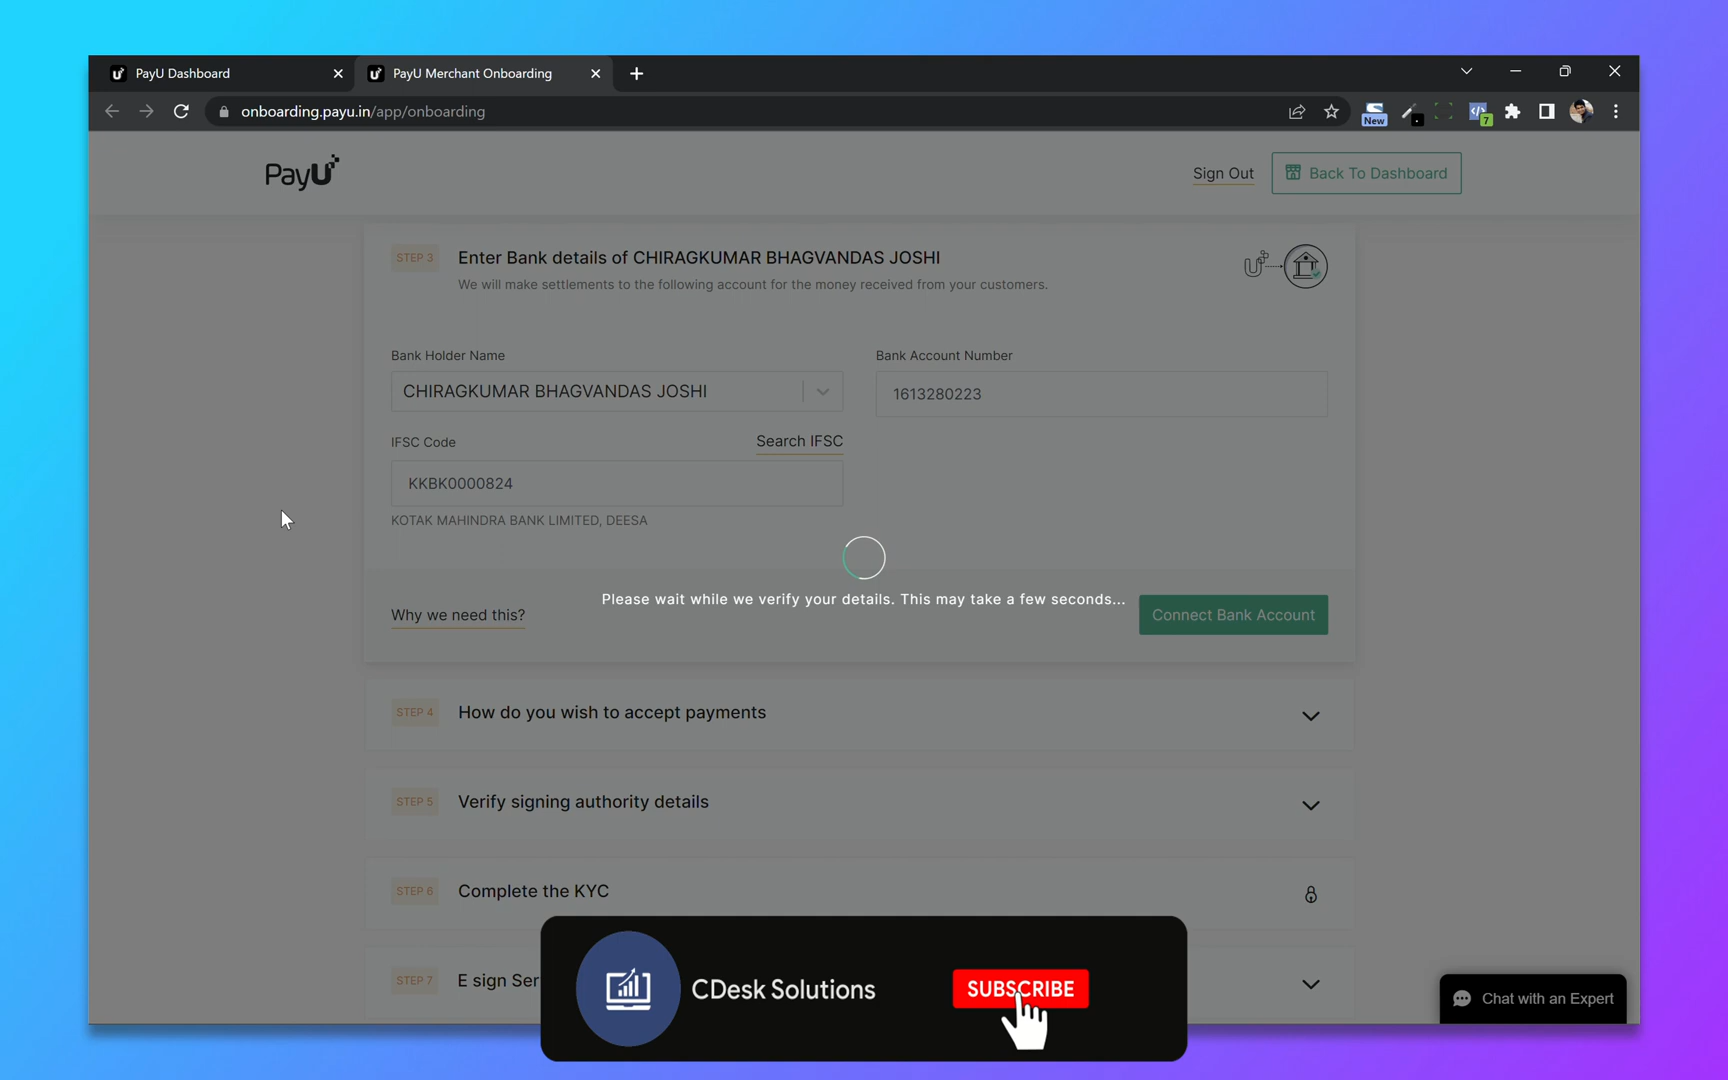 PayU Dashboard
PayU Merchant Onboarding
onboarding.payu.in/app/onboarding
New
7
PayU
Sign Out
Back To Dashboard
STEP 3
Enter Bank details of CHIRAGKUMAR BHAGVANDAS JOSHI
We will make settlements to the following account for the money received from your customers.
Bank Holder Name
Bank Account Number
CHIRAGKUMAR BHAGVANDAS JOSHI
1613280223
IFSC Code
Search IFSC
KKBK0000824
KOTAK MAHINDRA BANK LIMITED, DEESA
Please wait while we verify your details. This may take a few seconds...
Why we need this?
Connect Bank Account
STEP 4
How do you wish to accept payments
STEP 5
Verify signing authority details
STEP 6
Complete the KYC
STEP 7
E sign Ser
CDesk Solutions
SUBSCRIBE
Chat with an Expert